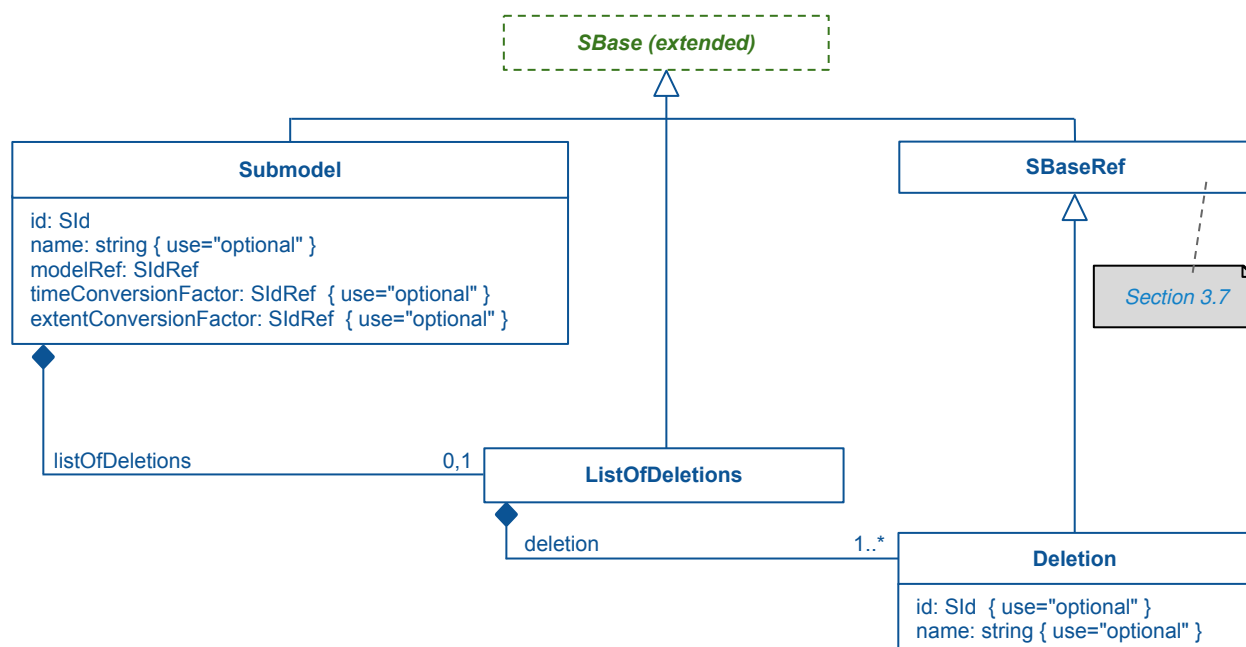 SBase (extended)
Submodel
id: SId
name: string { use="optional" }
modelRef: SIdRef
timeConversionFactor: SIdRef { use="optional" }
extentConversionFactor: SIdRef { use="optional" }
SBaseRef
Section 3.7
listOfDeletions
0,1
ListOfDeletions
deletion
1..*
Deletion
id: SId { use="optional" }
name: string { use="optional" }